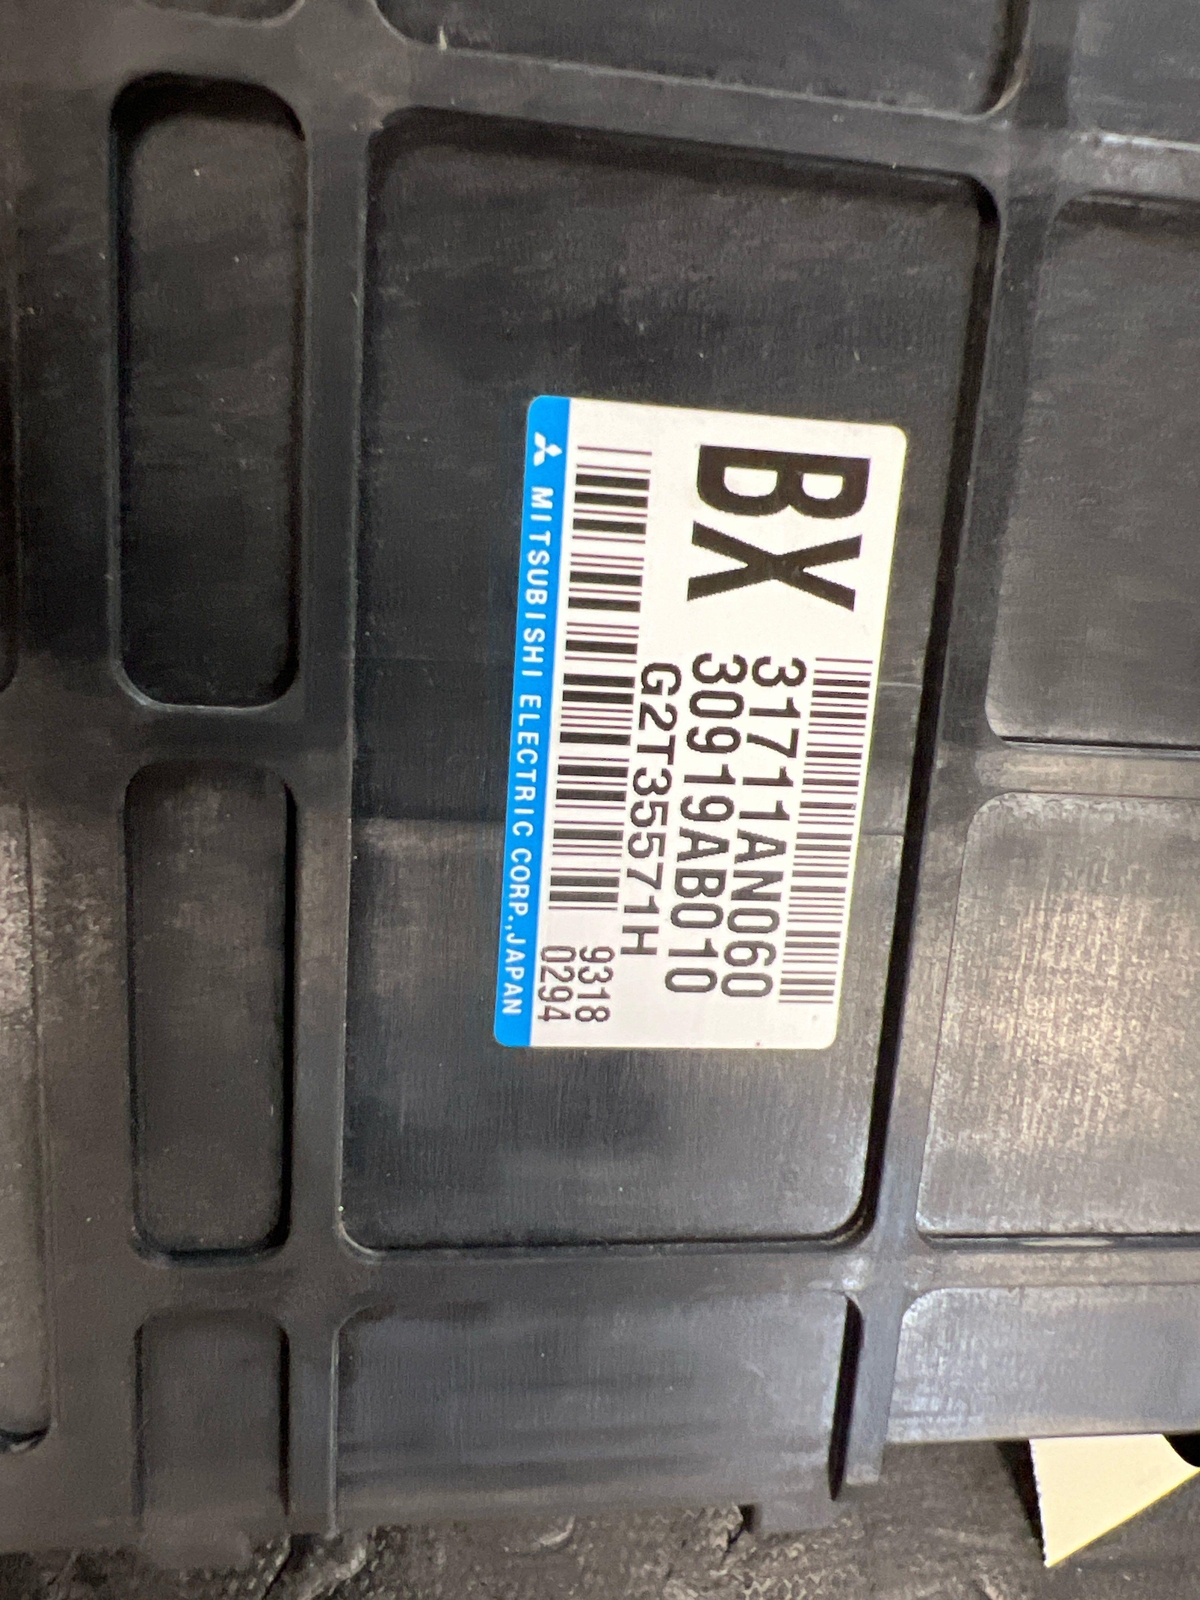 BX
31711AN060
30919AB010
G2T35571H
9318
0294
MITSUBISHI ELECTRIC CORP.,JAPAN